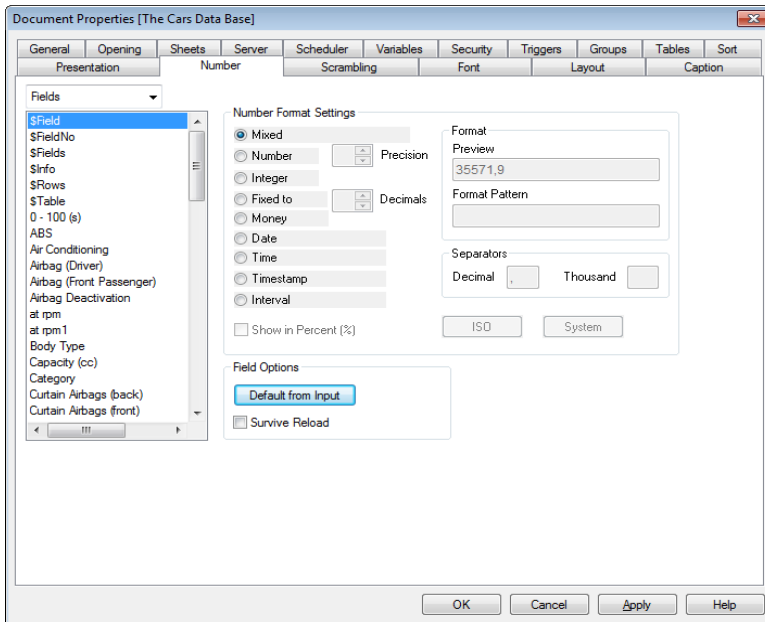 Document Properties [The Cars Data Base]
General Opening Sheets Server Scheduler Variables Security Triggers Groups Tables Sort
Presentation Number Scrambling Font Layout Caption
Fields
$Field
$FieldNo
$Fields
$Info
$Rows
$Table
0 - 100 (s)
ABS
Air Conditioning
Airbag (Driver)
Airbag (Front Passenger)
Airbag Deactivation
at rpm
at rpm1
Body Type
Capacity (cc)
Category
Curtain Airbags (back)
Curtain Airbags (front)
Number Format Settings
Mixed
Number
Precision
Integer
Fixed to
Decimals
Money
Date
Time
Timestamp
Interval
Show in Percent (%)
Format
Preview
35571,9
Format Pattern
Separators
Decimal , Thousand
ISO System
Field Options
Default from Input
Survive Reload
OK Cancel Apply Help